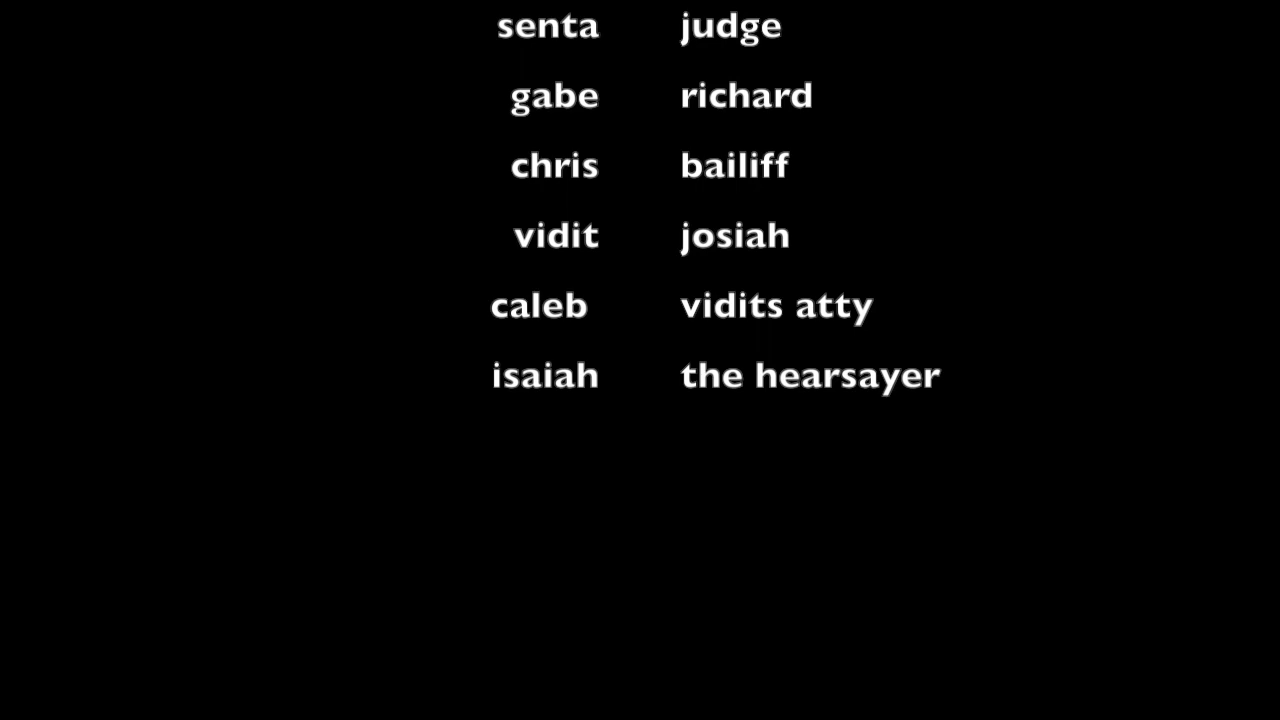 senta judge
gabe richard
chris bailiff
vidit josiah
caleb vidits atty
isaiah the hearsayer